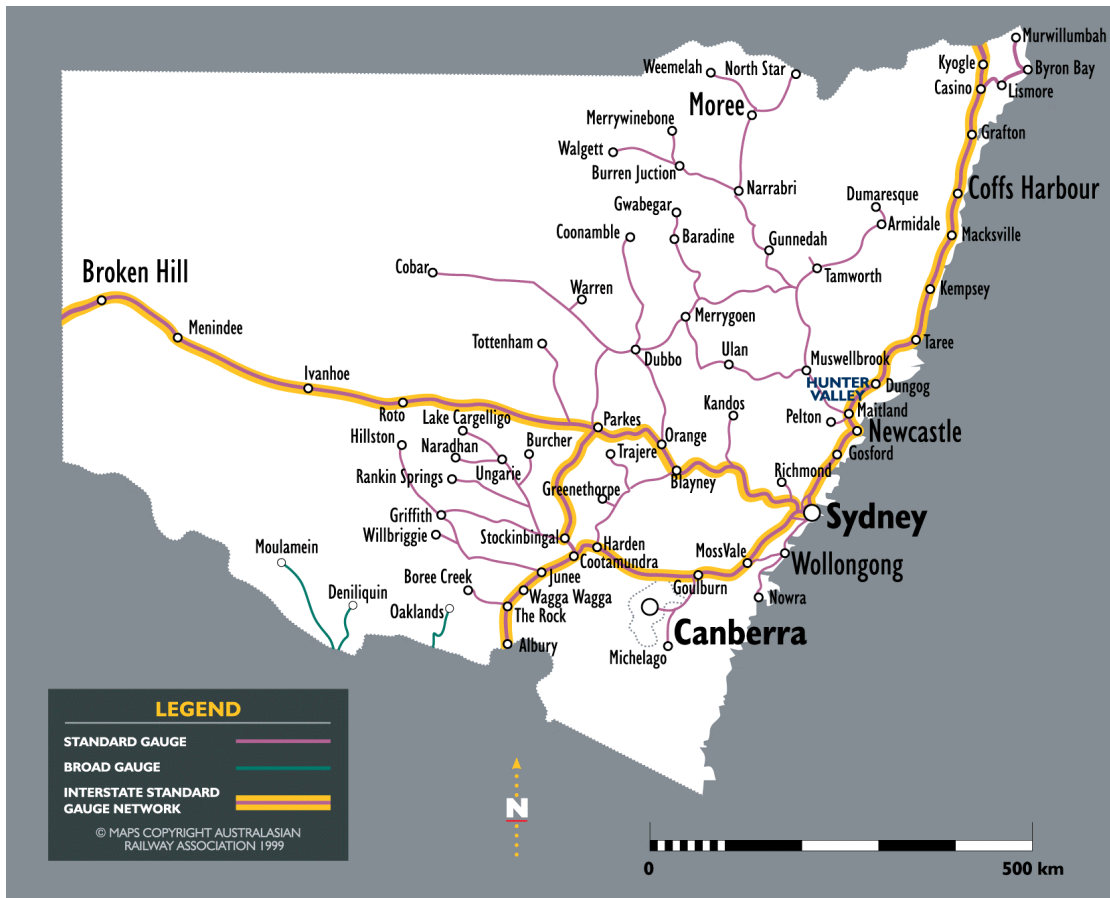 Murwillumbah
Weemelah
North Star
Kyogle
Byron Bay
Casino
Lismore
Moree
Merrywinebone
Grafton
Walgett
Burren Juction
Narrabri
Coffs Harbour
Dumaresque
Gwabegar
Armidale
Coonamble
Baradine
Gunnedah
Macksville
Cobar
Broken Hill
Tamworth
Warren
Kempsey
Merrygoen
Menindee
Tottenham
Taree
Ulan
Dubbo
Muswellbrook
Ivanhoe
HUNTER
VALLEY
Dungog
Kandos
Roto
Maitland
Lake Cargelligo
Pelton
Parkes
Newcastle
Hillston
Burcher
Orange
Naradhan
Trajere
Gosford
Rankin Springs
Ungarie
Richmond
Blayney
Greenethorpe
Griffith
Sydney
Willbriggie
Stockinbingal
Harden
MossVale
Moulamein
Cootamundra
Wollongong
Boree Creek
Junee
Goulburn
Deniliquin
Wagga Wagga
Nowra
Oaklands
The Rock
Canberra
Albury
Michelago
LEGEND
STANDARD GAUGE
BROAD GAUGE
INTERSTATE STANDARD
GAUGE NETWORK
© MAPS COPYRIGHT AUSTRALASIAN
RAILWAY ASSOCIATION 1999
N
0
500 km